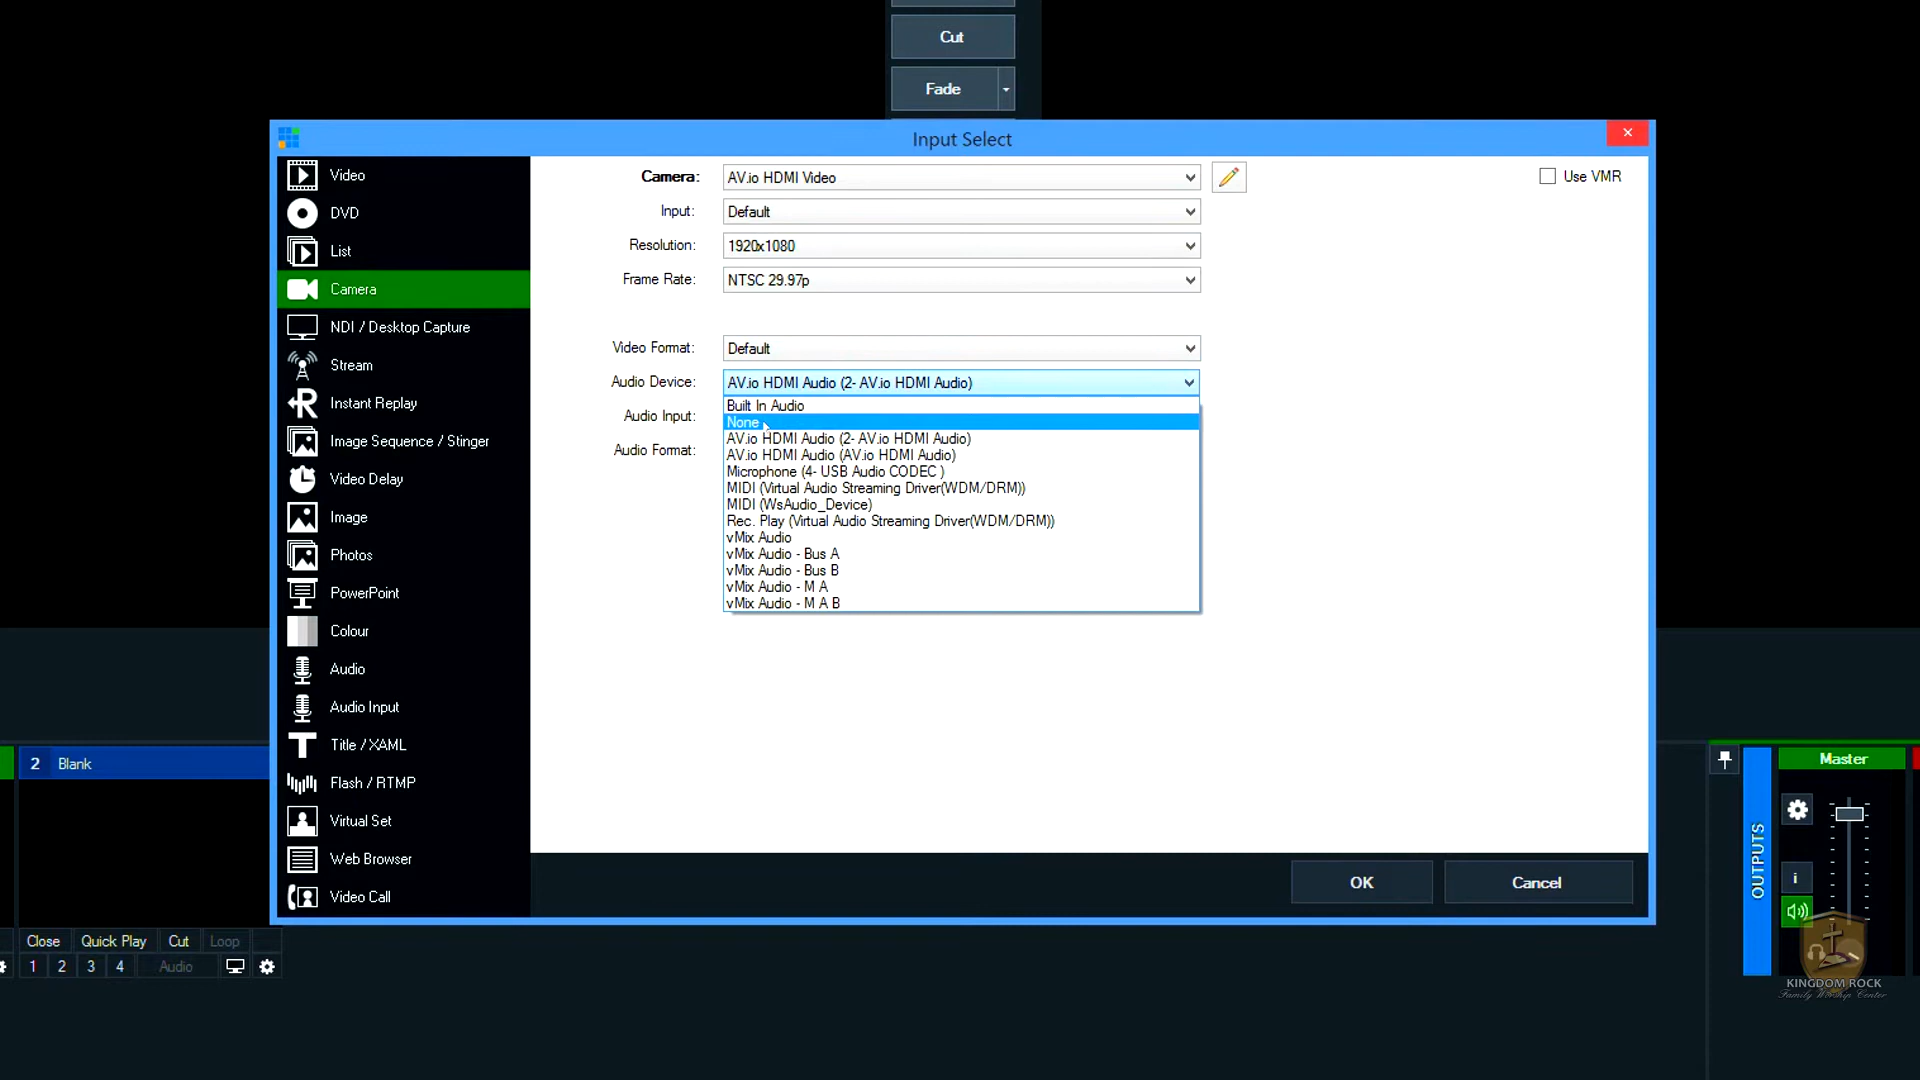 Cut
Fade
Input Select
Video
DVD
List
Camera
NDI / Desktop Capture
Stream
Instant Replay
Image Sequence / Stinger
Video Delay
Image
Photos
PowerPoint
Colour
Audio
Audio Input
Title / XAML
Flash / RTMP
Virtual Set
Web Browser
Video Call
Camera: AV.io HDMI Video
Use VMR
Input: Default
Resolution: 1920x1080
Frame Rate: NTSC 29.97p
Video Format: Default
Audio Device: AV.io HDMI Audio (2- AV.io HDMI Audio)
Audio Input:
Audio Format:
Built In Audio
None
AV.io HDMI Audio (2- AV.io HDMI Audio)
AV.io HDMI Audio (AV.io HDMI Audio)
Microphone (4- USB Audio CODEC )
MIDI (Virtual Audio Streaming Driver(WDM/DRM))
MIDI (WsAudio_Device)
Rec. Play (Virtual Audio Streaming Driver(WDM/DRM))
vMix Audio
vMix Audio - Bus A
vMix Audio - Bus B
vMix Audio - M A
vMix Audio - M A B
OK Cancel
2 Blank
Close Quick Play Cut Loop
1 2 3 4 Audio
OUTPUTS
Master
i
KINGDOM ROCK
Family Worship Center